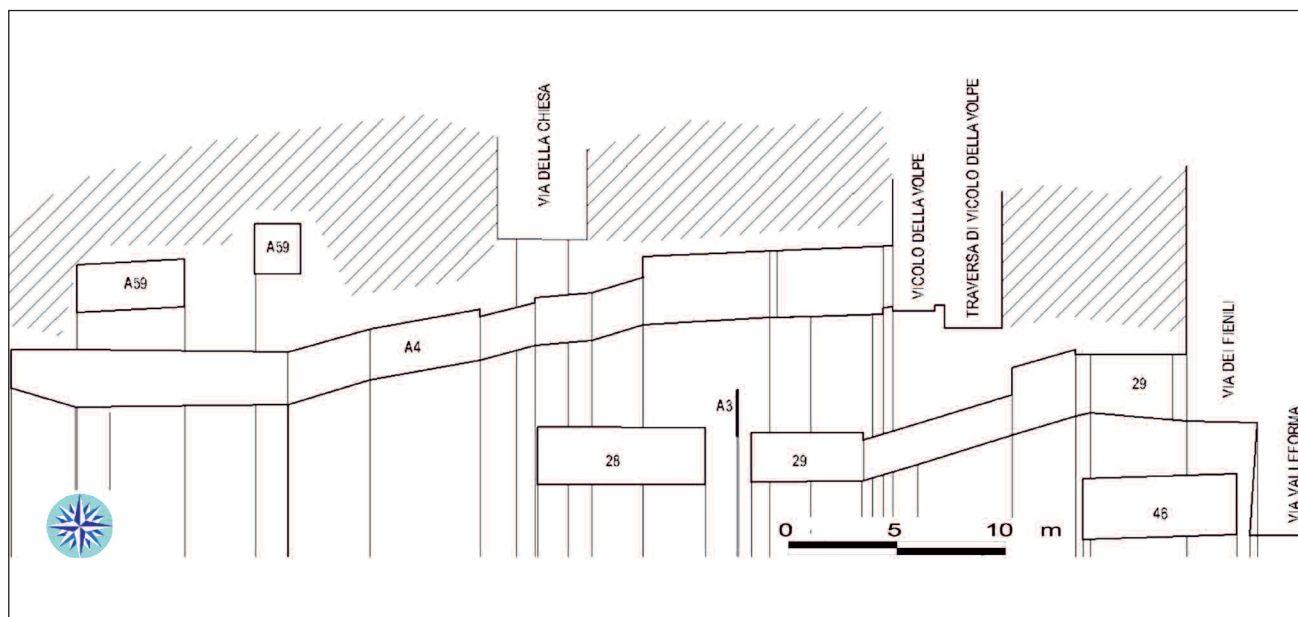 VIA DELLA CHIESA
VICOLO DELLA VOLPE
TRAVERSA DI VICOLO DELLA VOLPE
A59
A59
A4
A3
28
29
29
46
VIA DEI FIENILI
VIA VALLEFORMA
0 5 10 m